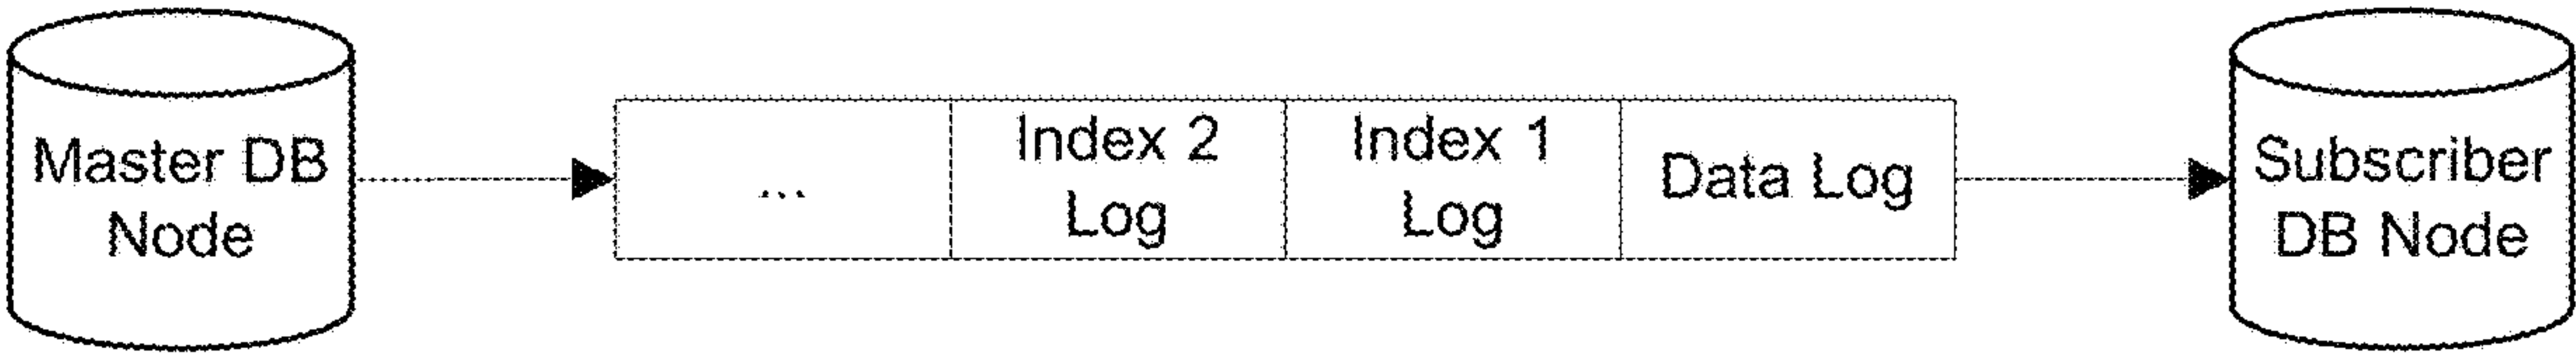 Master DB
Node
...
Index 2
Log
Index 1
Log
Data Log
Subscriber
DB Node